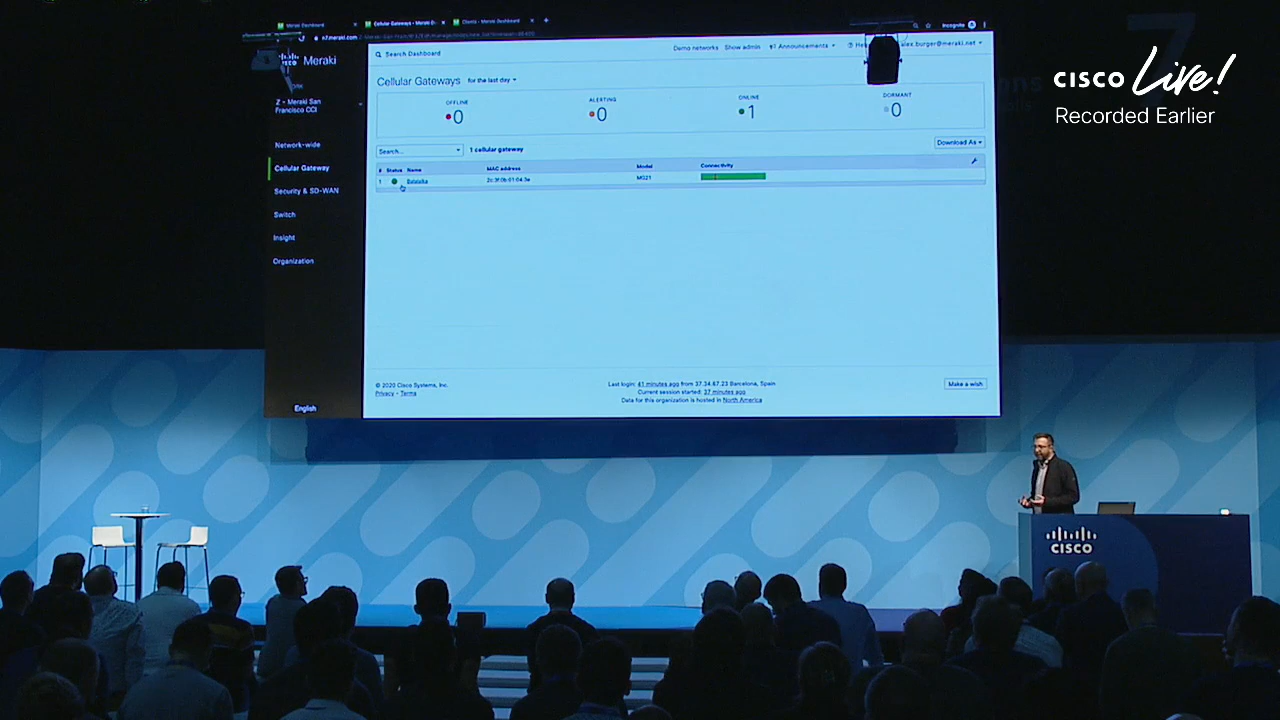 Meraki Dashboard
Cellular Gateways - Meraki D
Clients - Meraki Dashboard
Incognito
CISCO Meraki
Search Dashboard
Demo networks
Show admin
Announcements
alex.burger@meraki.net
Z - Meraki San
Francisco CCI
Network-wide
Cellular Gateway
Security & SD-WAN
Switch
Insight
Organization
English
Cellular Gateways for the last day
OFFLINE
0
ALERTING
0
ONLINE
1
DORMANT
0
Search...
1 cellular gateway
Download As
# Status Name MAC address Model Connectivity
1 MG21
© 2020 Cisco Systems, Inc.
Privacy - Terms
Last login: 41 minutes ago from 37.34.67.23 Barcelona, Spain
Current session started: 37 minutes ago
Data for this organization is hosted in North America
Make a wish
CISCO Live!
Recorded Earlier
CISCO